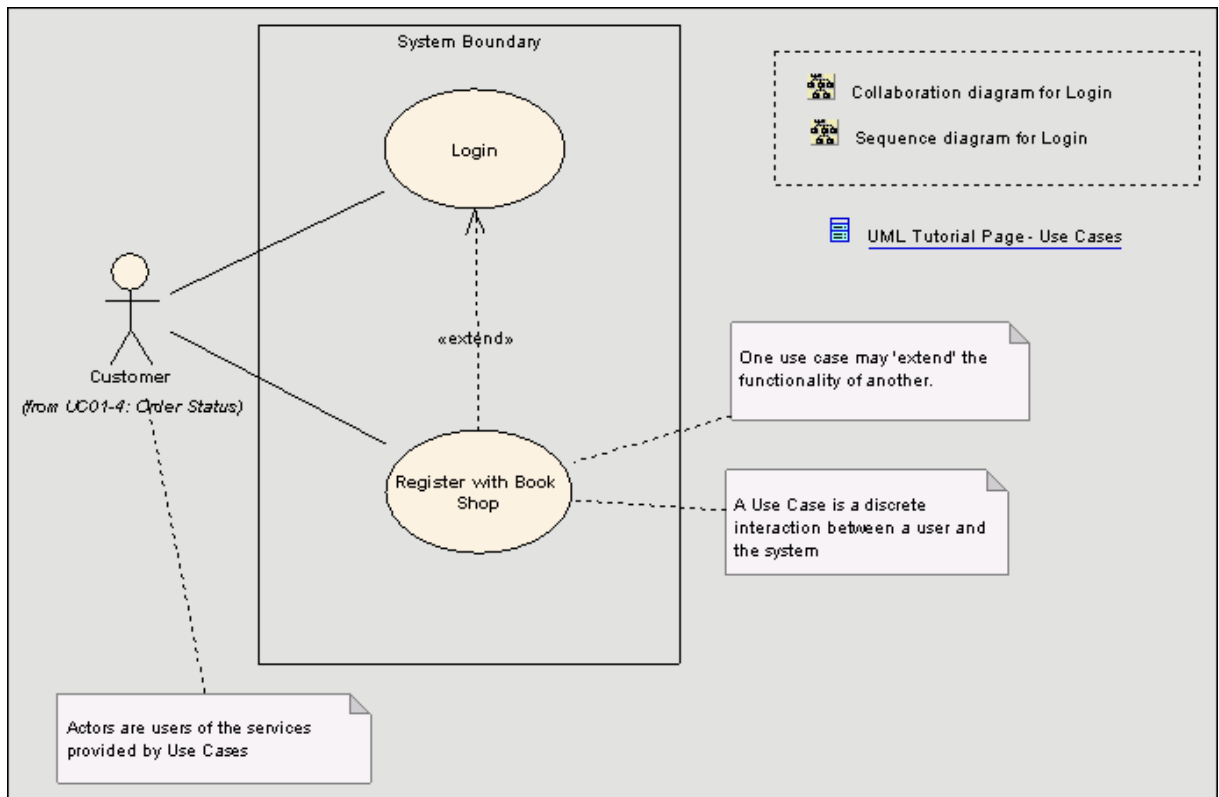 System Boundary
Login
Collaboration diagram for Login
Sequence diagram for Login
UML Tutorial Page - Use Cases
«extend»
Customer
(from UC01-4: Order Status)
One use case may 'extend' the
functionality of another.
Register with Book
Shop
A Use Case is a discrete
interaction between a user and
the system
Actors are users of the services
provided by Use Cases